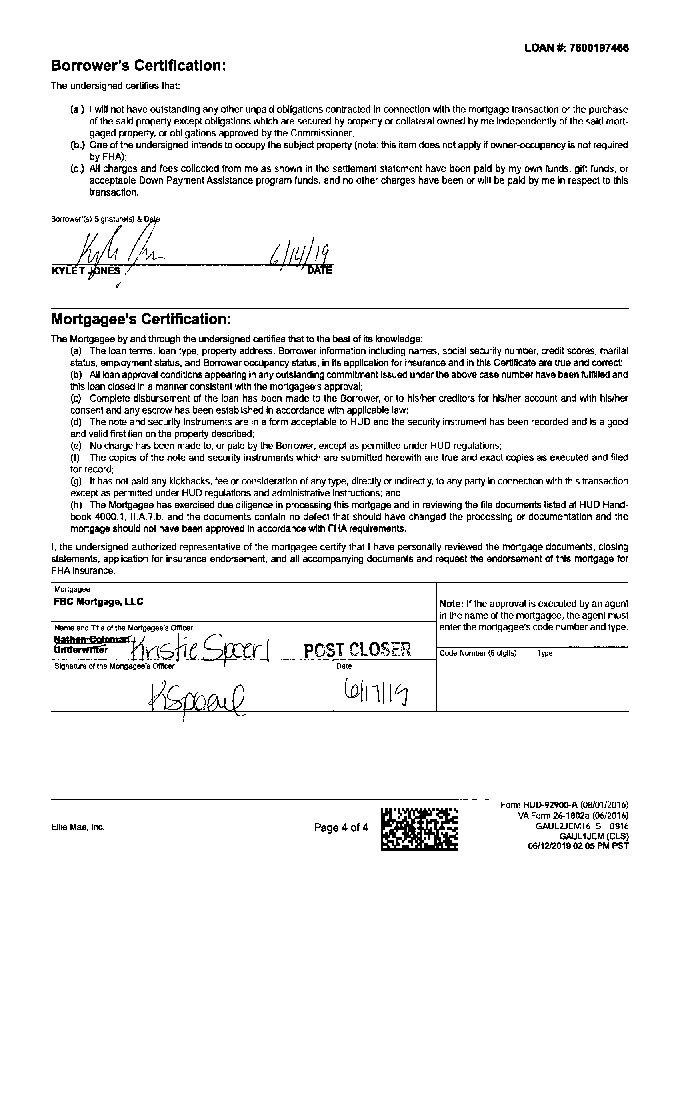 LOAN #: 7600197466
Borrower's Certification:
The undersigned certifies that:
(a.) I will not have outstanding any other unpaid obligations contracted in connection with the mortgage transaction or the purchase
of the said property except obligations which are secured by property or collateral owned by me independently of the said mort-
gaged property, or obligations approved by the Commissioner;
(b.) One of the undersigned intends to occupy the subject property (note: this item does not apply if owner-occupancy is not required
by FHA);
(c.) All charges and fees collected from me as shown in the settlement statement have been paid by my own funds, gift funds, or
acceptable Down Payment Assistance program funds, and no other charges have been or will be paid by me in respect to this
transaction.
Borrower'(s) Signature(s) & Date
6/14/19
KYLE T JONES DATE
Mortgagee's Certification:
The Mortgagee by and through the undersigned certifies that to the best of its knowledge:
(a) The loan terms, loan type, property address, Borrower information including names, social security number, credit scores, marital
status, employment status, and Borrower occupancy status, in its application for insurance and in this Certificate are true and correct;
(b) All loan approval conditions appearing in any outstanding commitment issued under the above case number have been fulfilled and
this loan closed in a manner consistent with the mortgagee's approval;
(c) Complete disbursement of the loan has been made to the Borrower, or to his/her creditors for his/her account and with his/her
consent and any escrow has been established in accordance with applicable law;
(d) The note and security instruments are in a form acceptable to HUD and the security instrument has been recorded and is a good
and valid first lien on the property described;
(e) No charge has been made to, or paid by the Borrower, except as permitted under HUD regulations;
(f) The copies of the note and security instruments which are submitted herewith are true and exact copies as executed and filed
for record;
(g) It has not paid any kickbacks, fee or consideration of any type, directly or indirectly, to any party in connection with this transaction
except as permitted under HUD regulations and administrative instructions; and
(h) The Mortgagee has exercised due diligence in processing this mortgage and in reviewing the file documents listed at HUD Hand-
book 4000.1, II.A.7.b. and the documents contain no defect that should have changed the processing or documentation and the
mortgage should not have been approved in accordance with FHA requirements.
I, the undersigned authorized representative of the mortgagee certify that I have personally reviewed the mortgage documents, closing
statements, application for insurance endorsement, and all accompanying documents and request the endorsement of this mortgage for
FHA insurance.
Mortgagee
FBC Mortgage, LLC
Note: If the approval is executed by an agent
in the name of the mortgagee, the agent must
enter the mortgagee's code number and type.
Name and Title of the Mortgagee's Officer
Nathan Coloman
Underwriter Kristie Spearl POST CLOSER
Code Number (5 digits) Type
Signature of the Mortgagee's Officer Date
KSpearl 6/17/19
Ellie Mae, Inc.
Page 4 of 4
Form HUD-92900-A (08/01/2016)
VA Form 26-1802a (06/2016)
GAUL2JEM16 S 0916
GAUL1JEM (CLS)
06/12/2019 02:05 PM PST